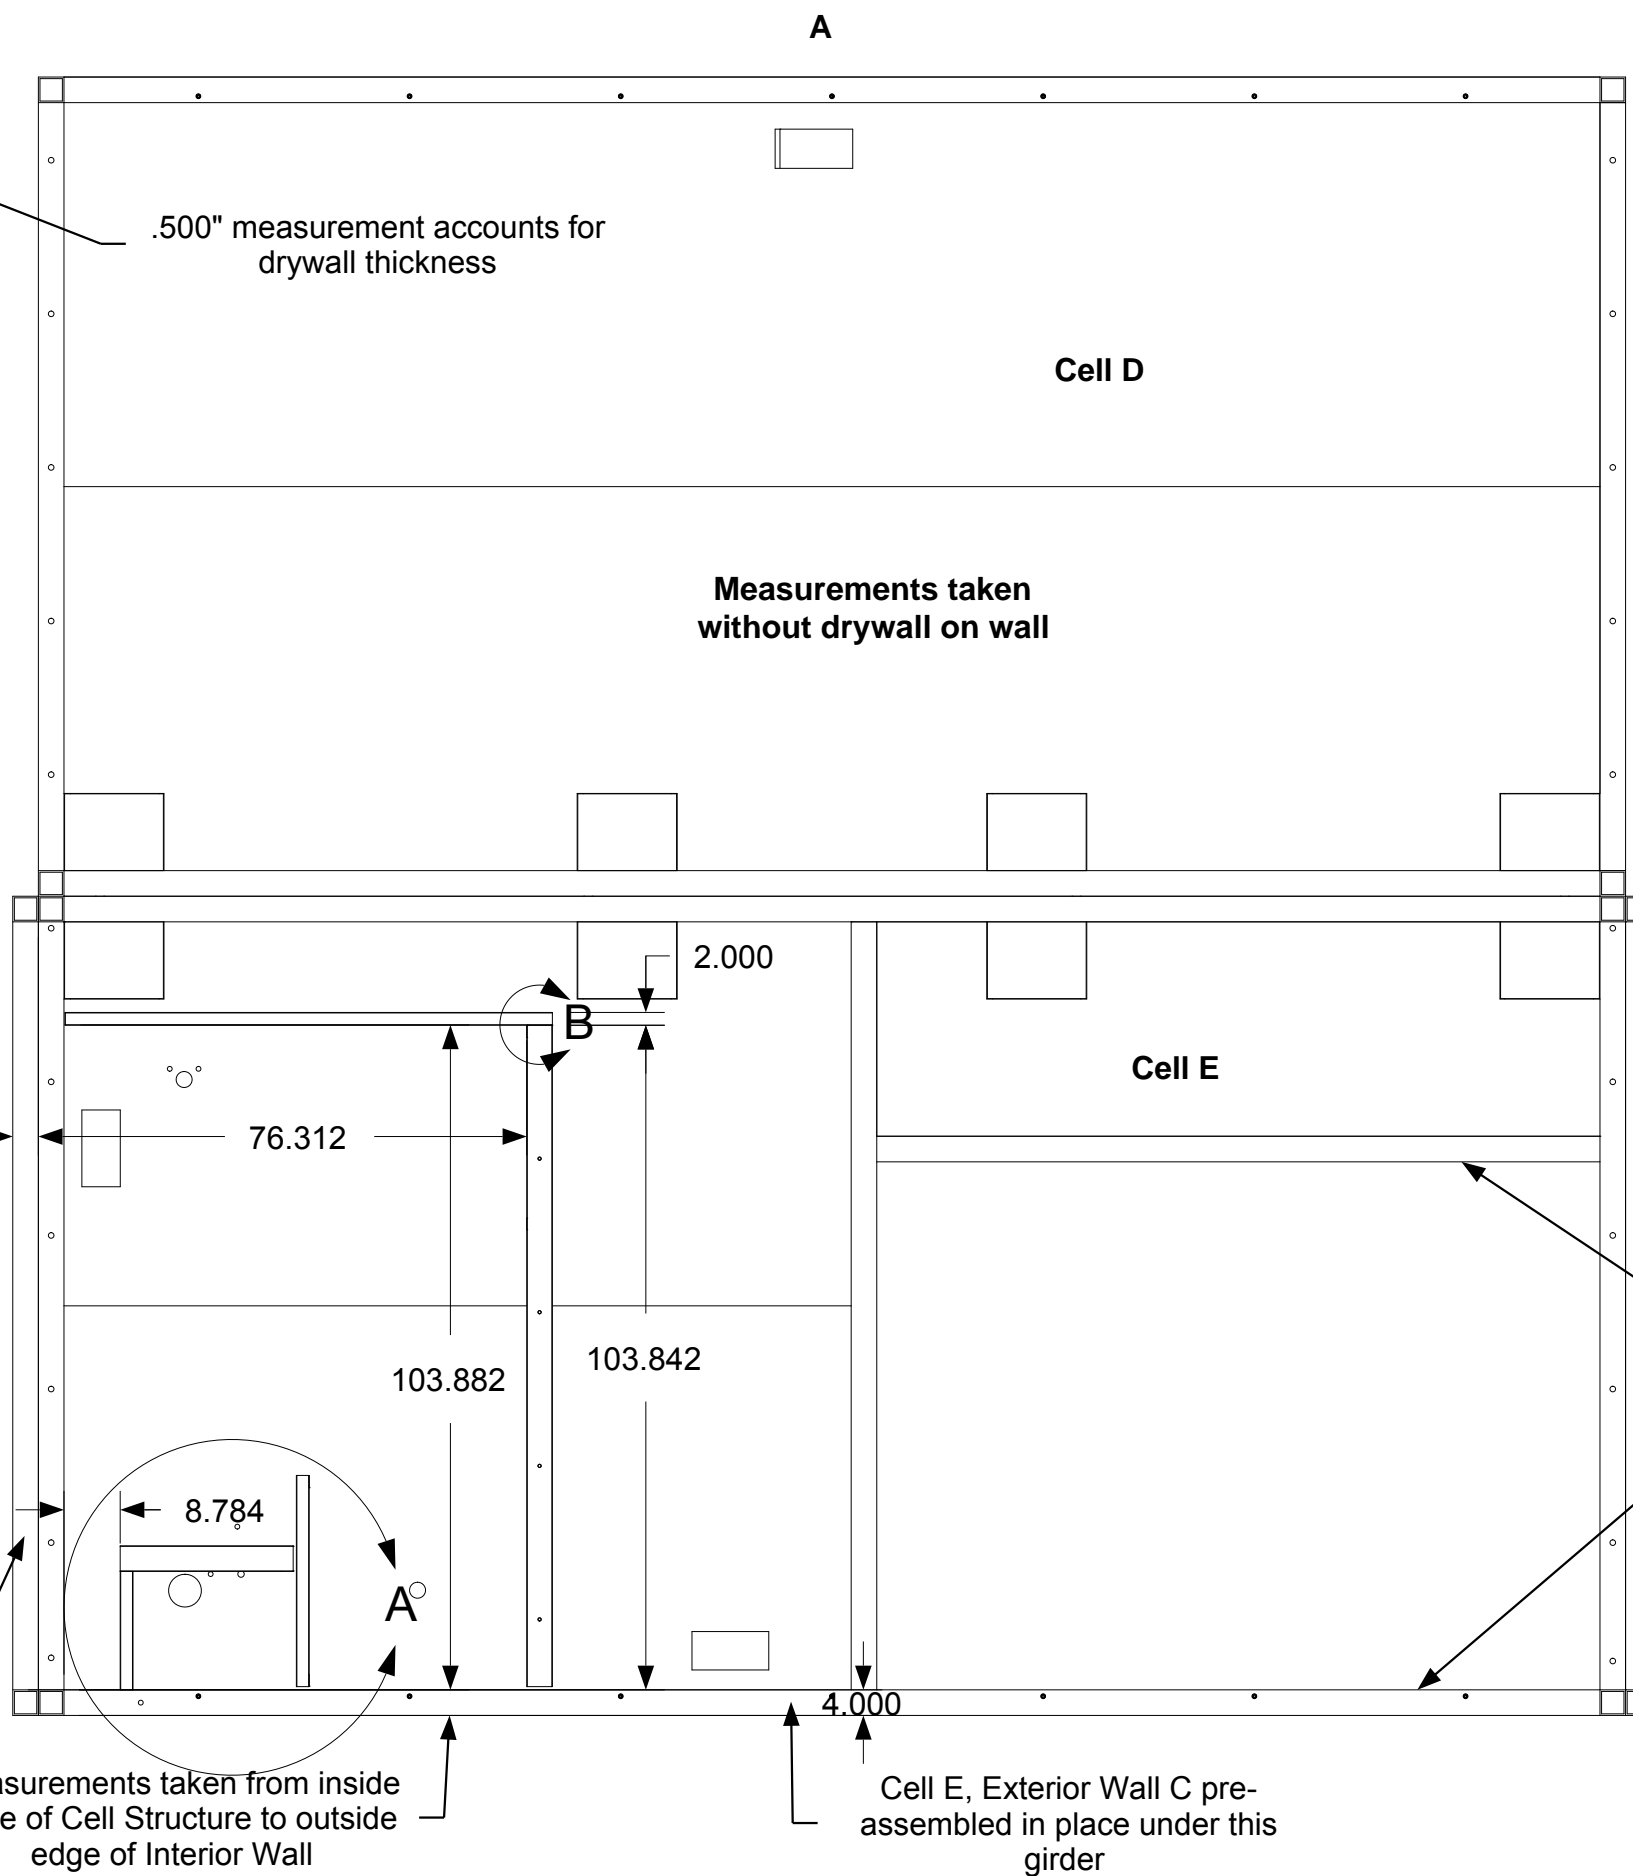 A
.500" measurement accounts for
drywall thickness
Cell D
Measurements taken
without drywall on wall
2.000
B
Cell E
76.312
103.842
103.882
8.784
A
4.000
taken from inside
of Cell Structure to outside
edge of Interior Wall
Cell E, Exterior Wall C pre-
assembled in place under this
girder